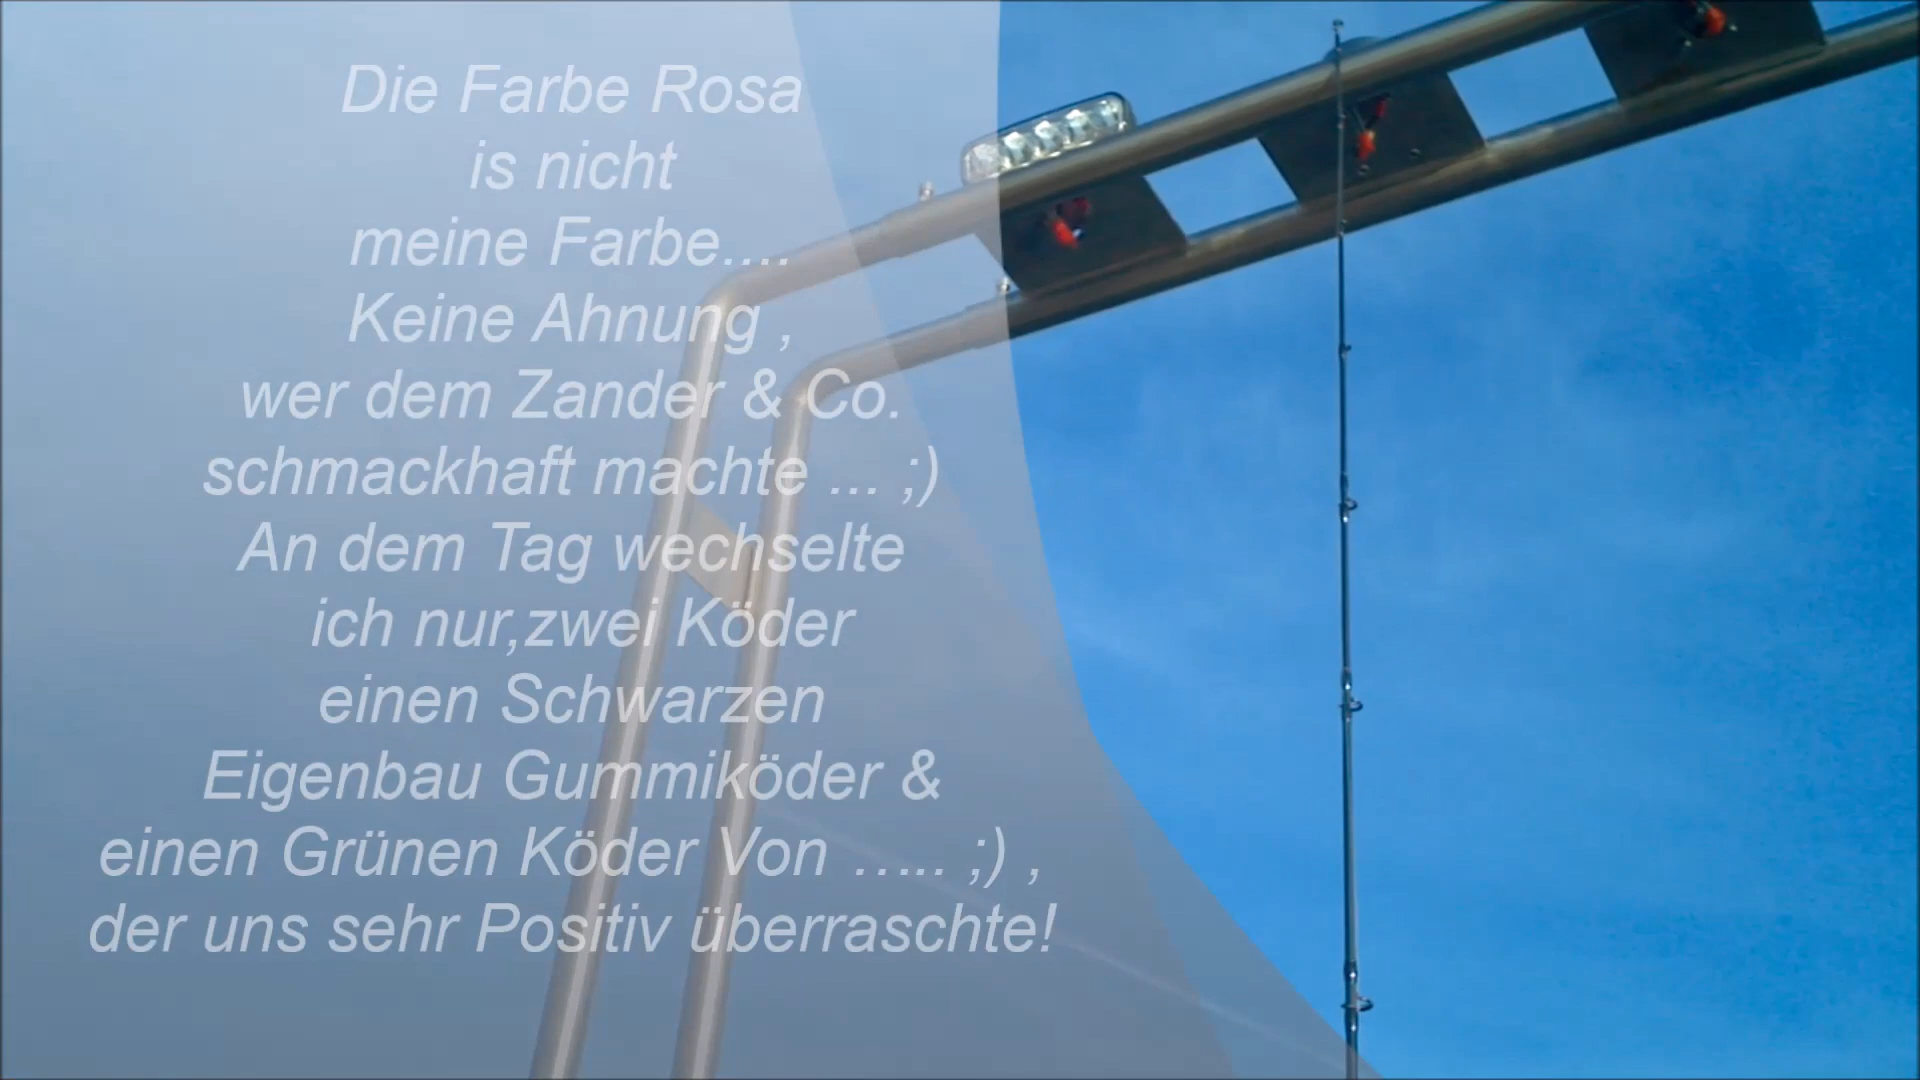 Die Farbe Rosa
is nicht
meine Farbe....
Keine Ahnung ,
wer dem Zander & Co.
schmackhaft machte ... ;)
An dem Tag wechselte
ich nur,zwei Köder
einen Schwarzen
Eigenbau Gummiköder &
einen Grünen Köder Von ….. ;) ,
der uns sehr Positiv überraschte!